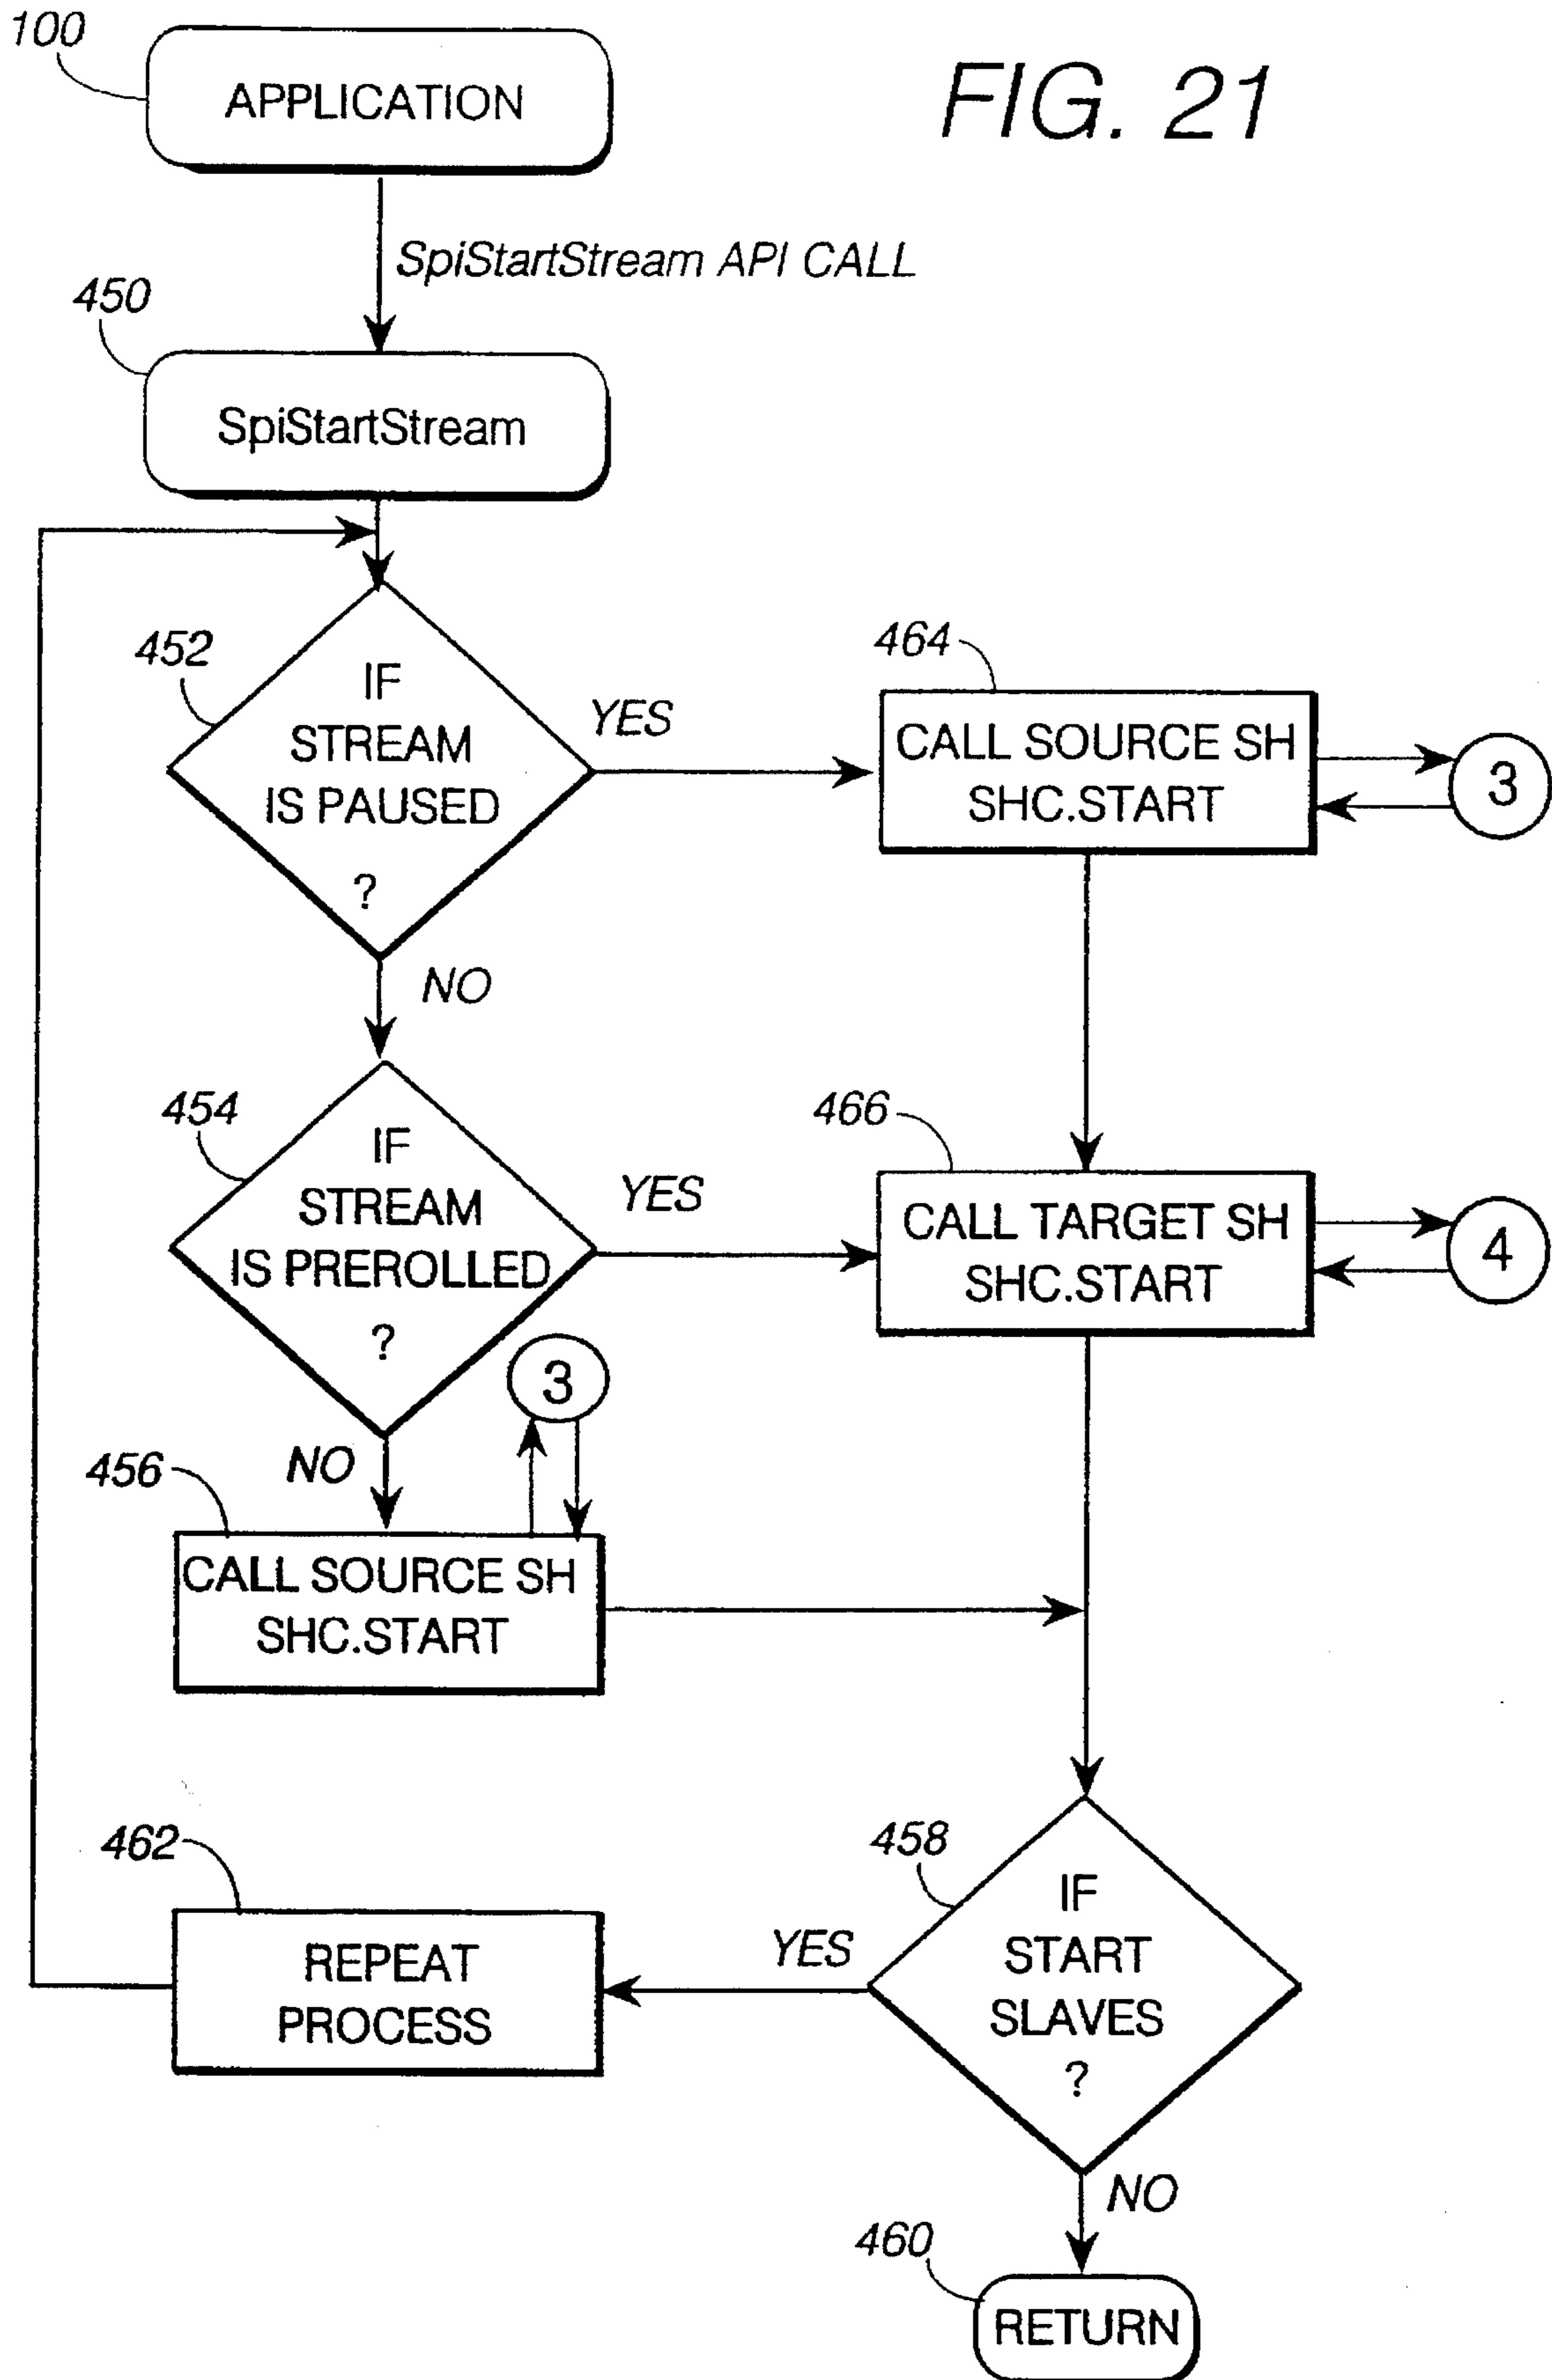 100
APPLICATION
FIG. 21
SpiStartStream API CALL
450
SpiStartStream
452
IF
STREAM
IS PAUSED
?
YES
464
CALL SOURCE SH
SHC.START
3
NO
454
IF
STREAM
IS PREROLLED
?
YES
466
CALL TARGET SH
SHC.START
4
3
NO
456
CALL SOURCE SH
SHC.START
462
REPEAT
PROCESS
YES
458
IF
START
SLAVES
?
NO
460
RETURN